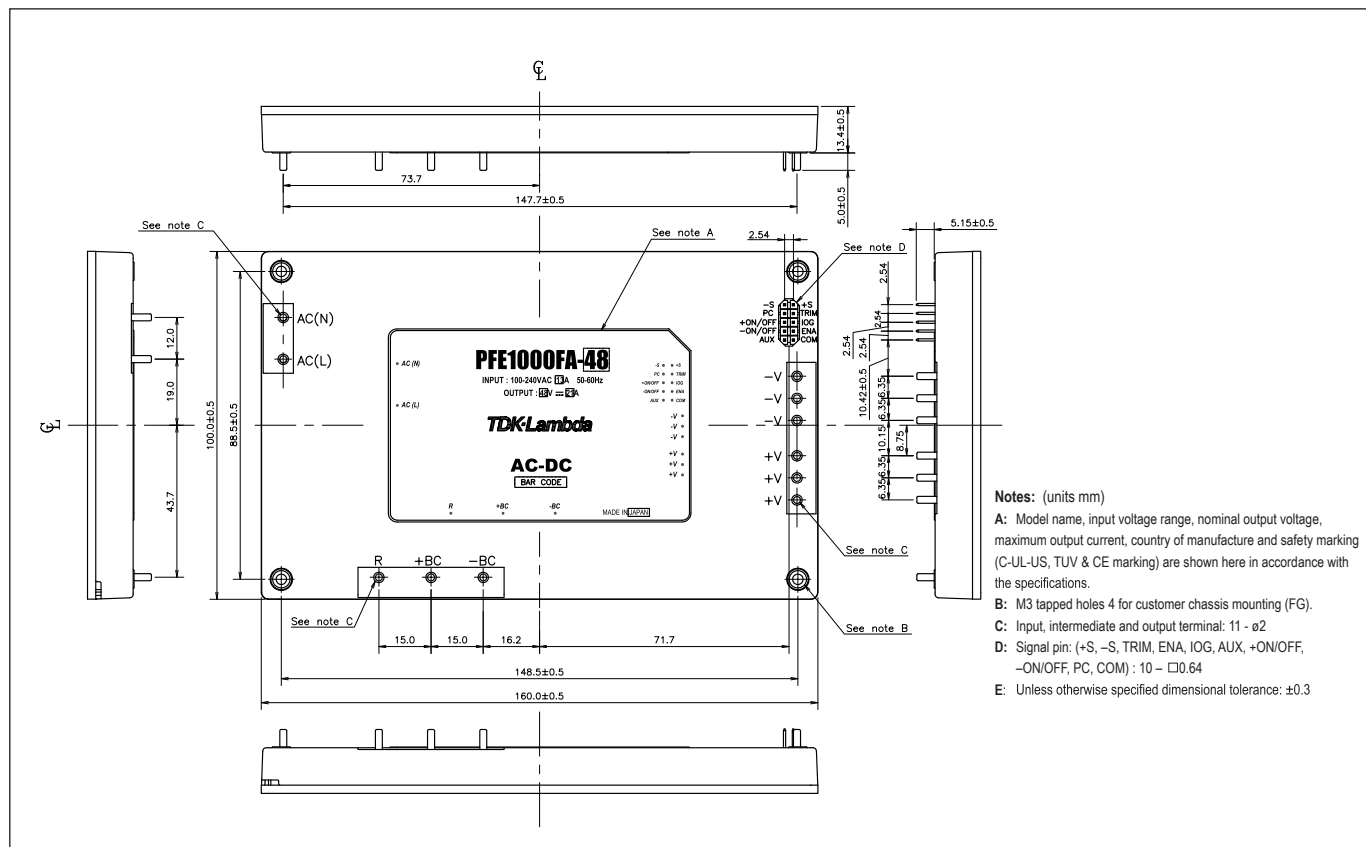 ℄
13.4±0.5
5.0±0.5
73.7
147.7±0.5
See note C
See note A
2.54
See note D
5.15±0.5
2.54
2.54
2.54
2.54
10.42±0.5
6.35
6.35
10.15
8.75
6.35
6.35
12.0
19.0
43.7
℄
100.0±0.5
88.5±0.5
AC(N)
AC(L)
–S +S
PC TRIM
+ON/OFF IOG
–ON/OFF ENA
AUX COM
–V
–V
–V
+V
+V
+V
PFE1000FA-48
INPUT : 100-240VAC 13A 50-60Hz
OUTPUT : 48V 21A
TDK·Lambda
AC-DC
BAR CODE
AC (N)
AC (L)
-S +S
PC TRIM
+ON/OFF IOG
-ON/OFF ENA
AUX COM
-V
-V
-V
+V
+V
+V
R +BC -BC
MADE IN JAPAN
R +BC –BC
See note C
See note C
See note B
15.0 15.0 16.2 71.7
148.5±0.5
160.0±0.5
Notes: (units mm)
A: Model name, input voltage range, nominal output voltage,
maximum output current, country of manufacture and safety marking
(C-UL-US, TUV & CE marking) are shown here in accordance with
the specifications.
B: M3 tapped holes 4 for customer chassis mounting (FG).
C: Input, intermediate and output terminal: 11 - ø2
D: Signal pin: (+S, –S, TRIM, ENA, IOG, AUX, +ON/OFF,
–ON/OFF, PC, COM) : 10 – □0.64
E: Unless otherwise specified dimensional tolerance: ±0.3